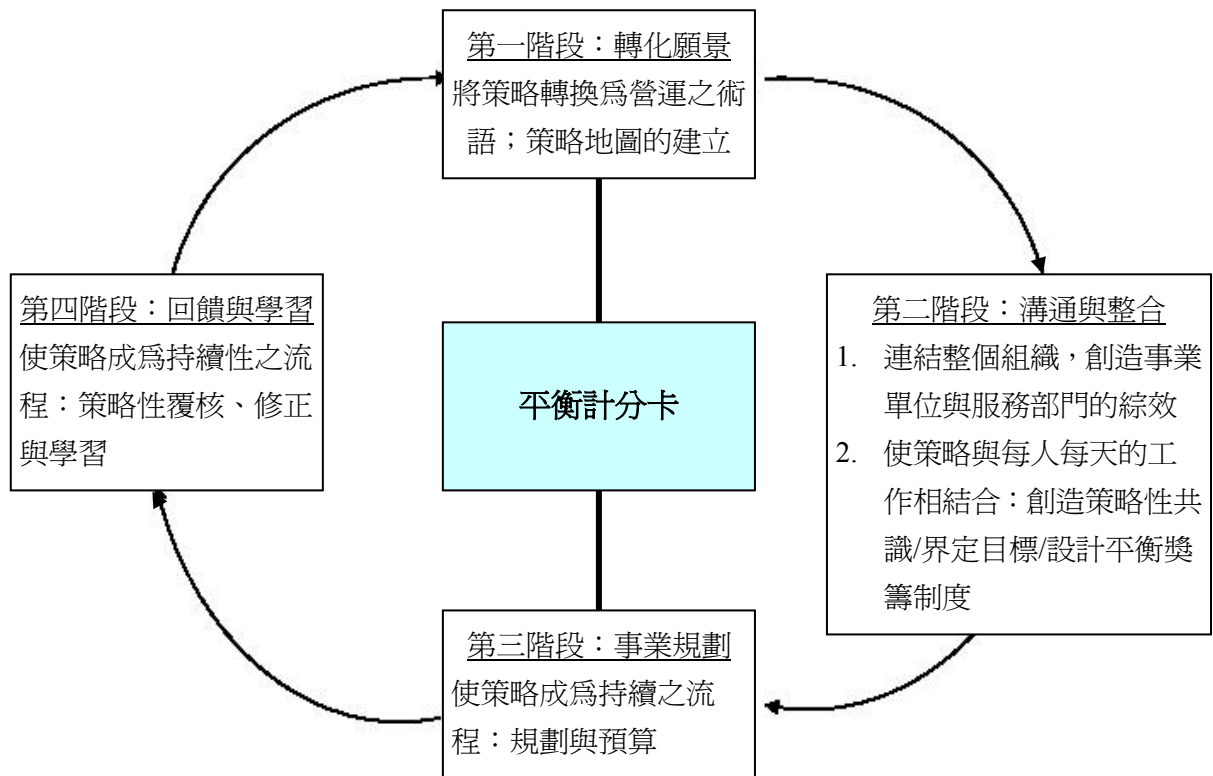 第一階段：轉化願景
將策略轉換為營運之術
語；策略地圖的建立
第四階段：回饋與學習
使策略成為持續性之流
程：策略性覆核、修正
與學習
平衡計分卡
第二階段：溝通與整合
1. 連結整個組織，創造事業
單位與服務部門的綜效
2. 使策略與每人每天的工
作相結合：創造策略性共
識/界定目標/設計平衡獎
籌制度
第三階段：事業規劃
使策略成為持續之流
程：規劃與預算